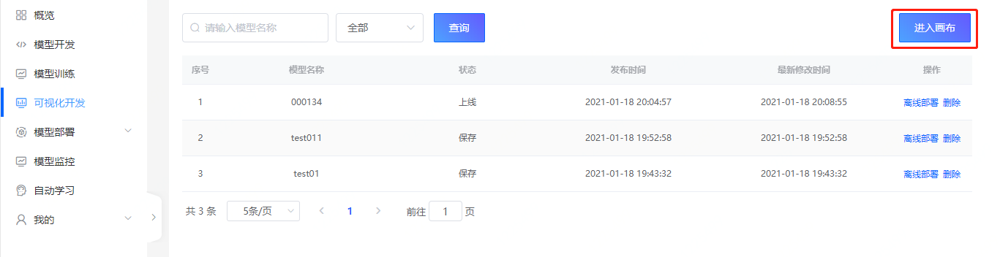 概览
模型开发
模型训练
可视化开发
模型部署
模型监控
自动学习
我的
请输入模型名称 全部 查询 进入画布
序号 模型名称 状态 发布时间 最新修改时间 操作
1 000134 上线 2021-01-18 20:04:57 2021-01-18 20:08:55 离线部署 删除
2 test011 保存 2021-01-18 19:52:58 2021-01-18 19:52:58 离线部署 删除
3 test01 保存 2021-01-18 19:43:32 2021-01-18 19:43:32 离线部署 删除
共 3 条 5条/页 1 前往 1 页